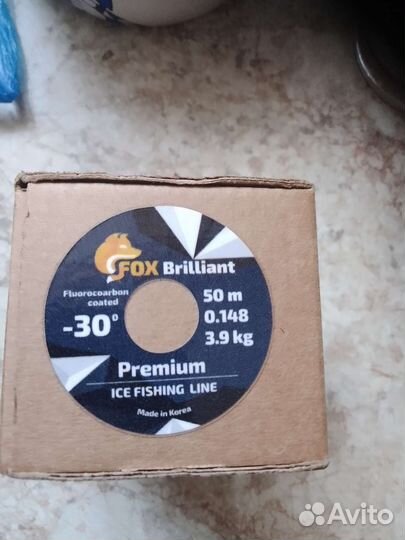 FOX Brilliant
Fluorocoarbon
coated
-30°
50 m
0.148
3.9 kg
Premium
ICE FISHING LINE
Made in Korea
Avito